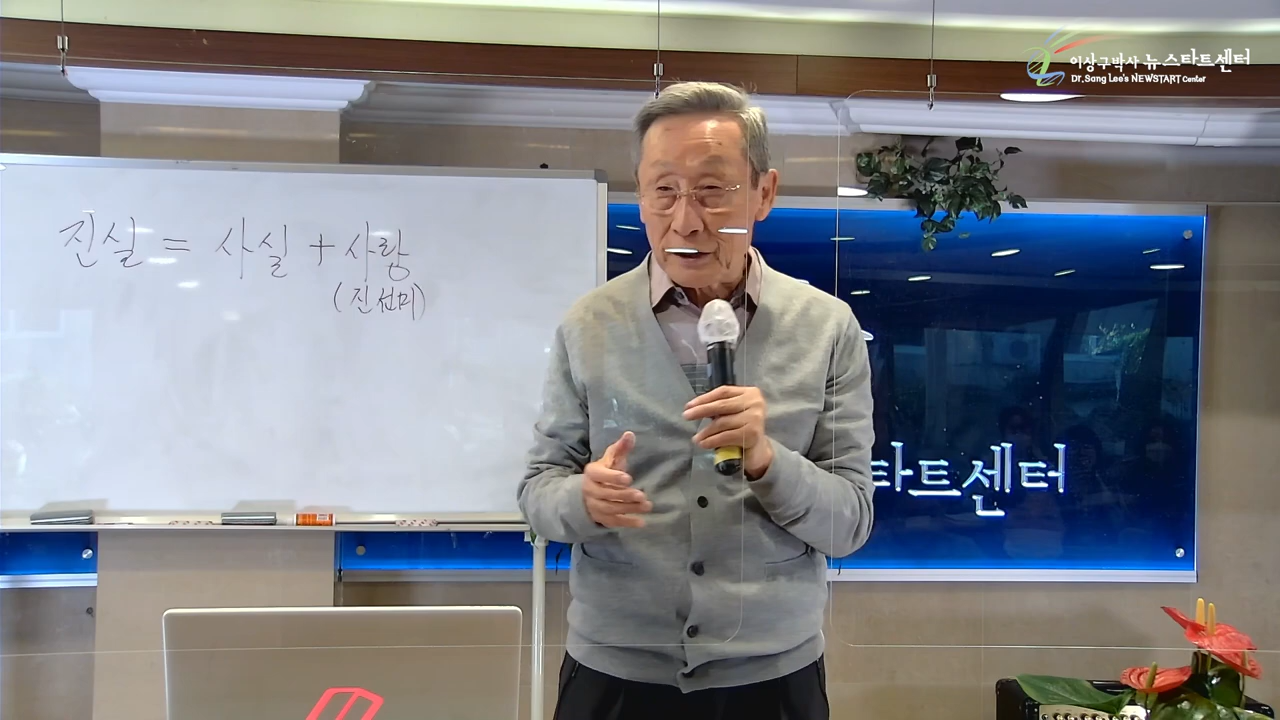 이상구박사 뉴스타트센터
Dr. Sang Lee's NEWSTART Center
진실 = 사실 + 사랑
(진선미)
타트센터